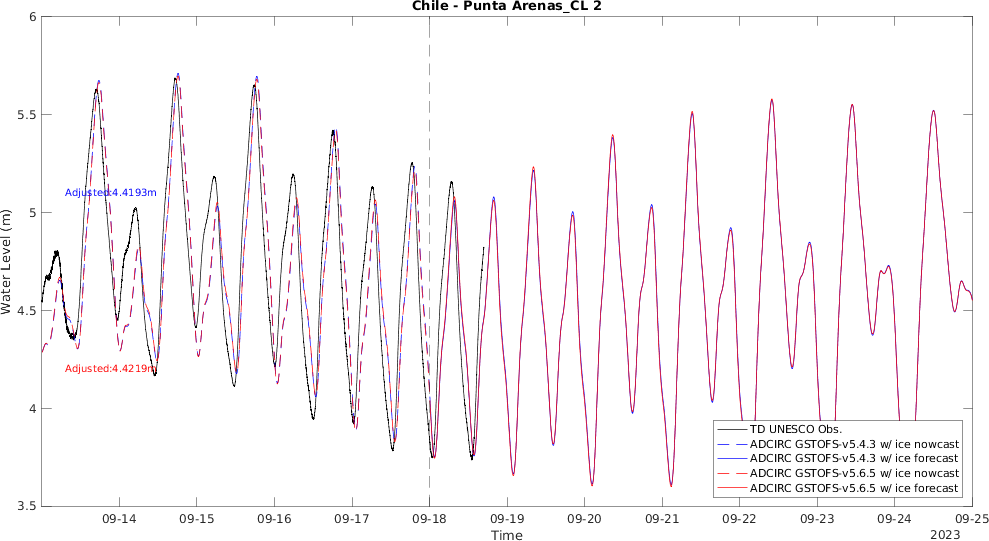 Chile - Punta Arenas_CL 2
6
5.5
5
4.5
4
3.5
Water Level (m)
Adjusted:4.4193m
Adjusted:4.4219m
TD UNESCO Obs.
ADCIRC GSTOFS-v5.4.3 w/ ice nowcast
ADCIRC GSTOFS-v5.4.3 w/ ice forecast
ADCIRC GSTOFS-v5.6.5 w/ ice nowcast
ADCIRC GSTOFS-v5.6.5 w/ ice forecast
09-14 09-15 09-16 09-17 09-18 09-19 09-20 09-21 09-22 09-23 09-24 09-25
Time
2023